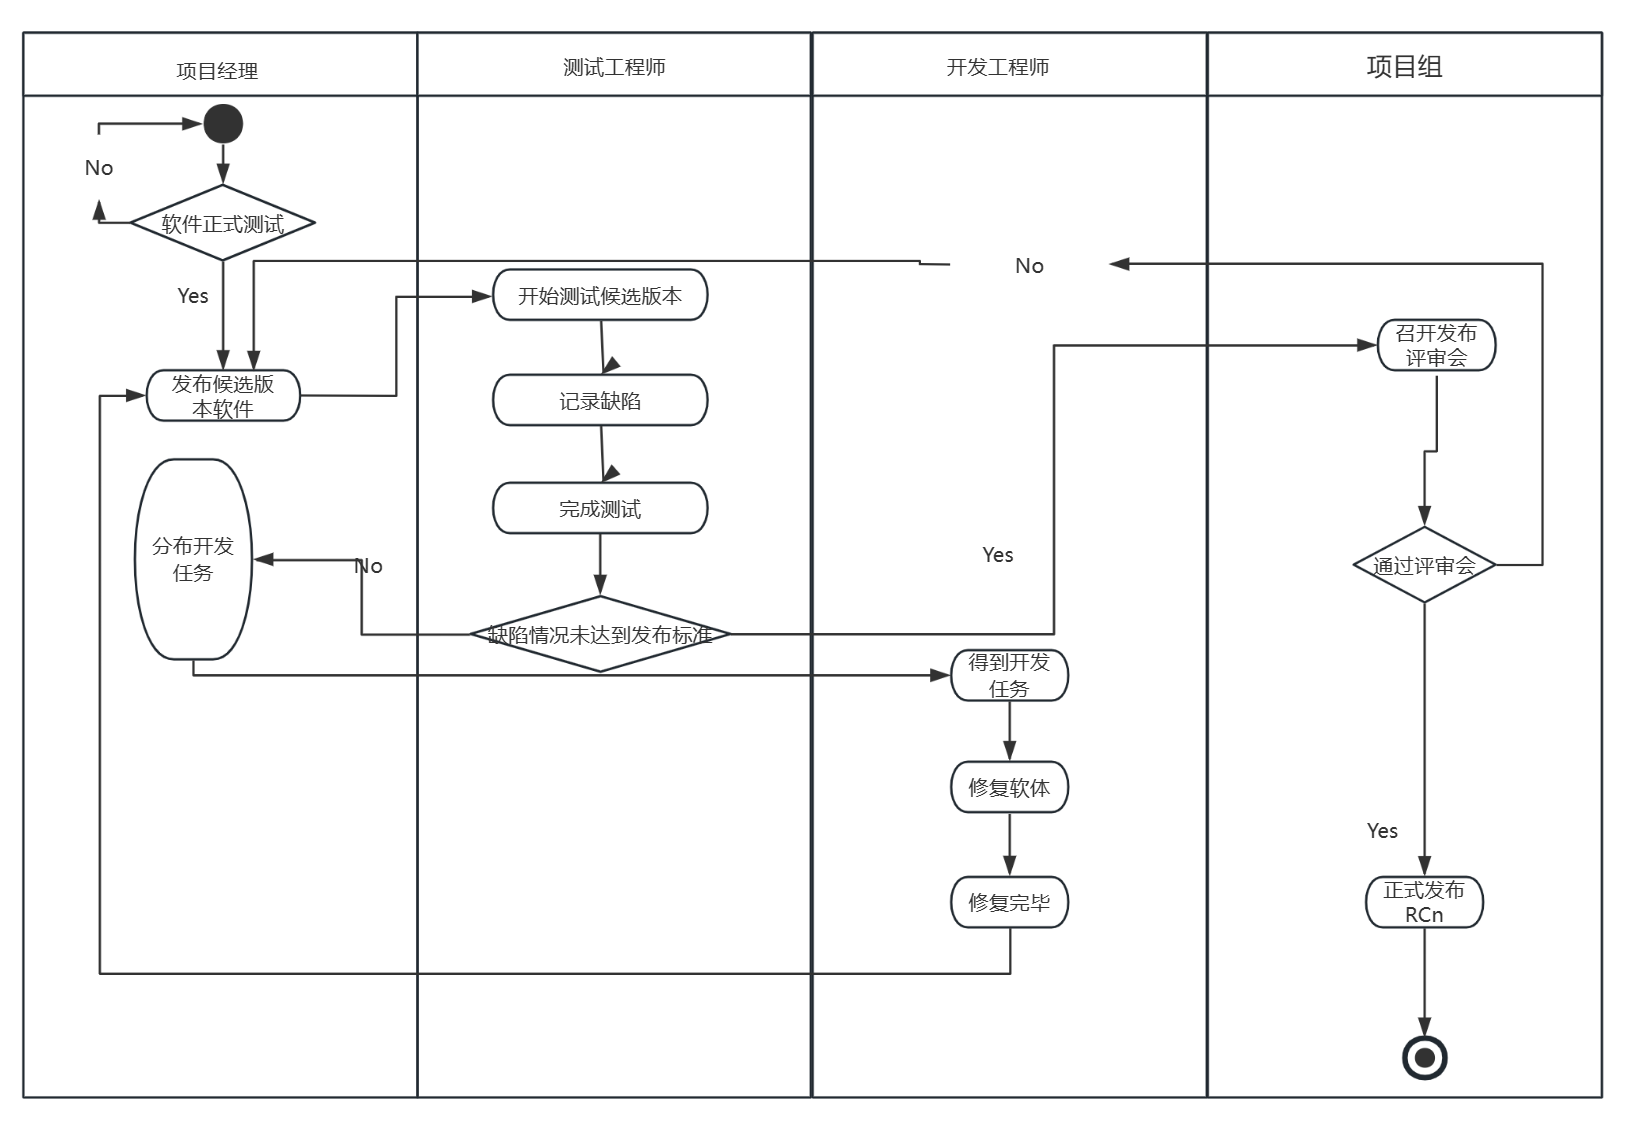 项目经理
测试工程师
开发工程师
项目组
No
软件正式测试
Yes
No
开始测试候选版本
召开发布
评审会
发布候选版
本软件
记录缺陷
完成测试
分布开发
任务
No
Yes
通过评审会
缺陷情况未达到发布标准
得到开发
任务
修复软体
Yes
修复完毕
正式发布
RCn